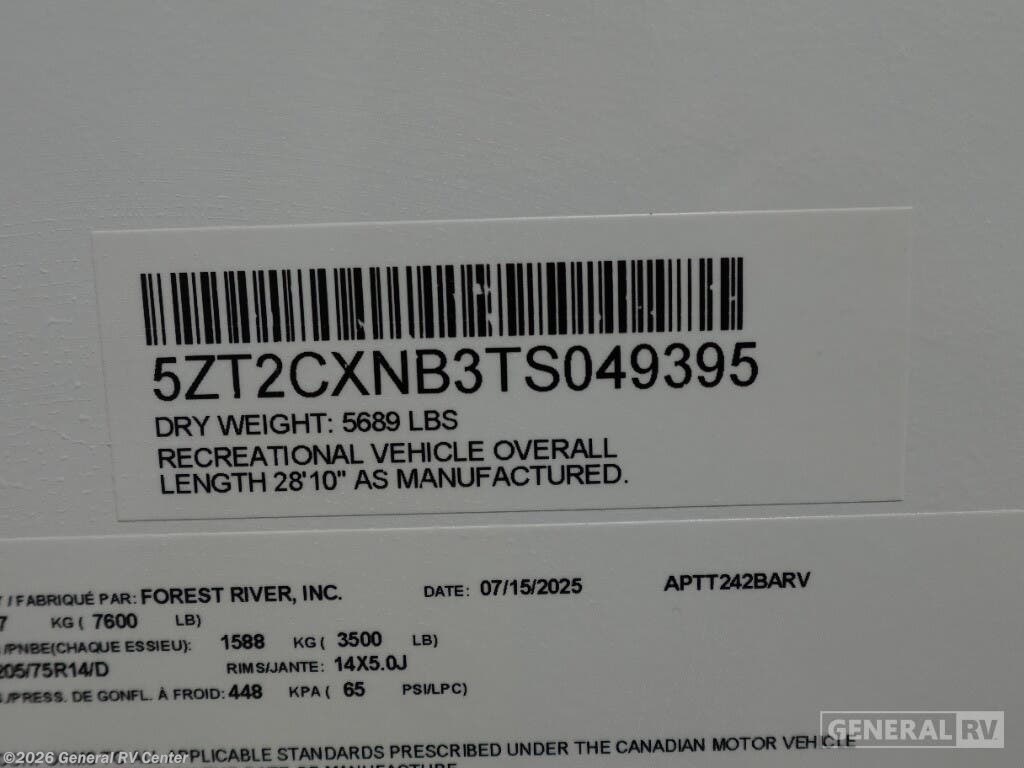 5ZT2CXNB3TS049395
DRY WEIGHT: 5689 LBS
RECREATIONAL VEHICLE OVERALL
LENGTH 28'10" AS MANUFACTURED.
/ FABRIQUÉ PAR: FOREST RIVER, INC. DATE: 07/15/2025 APTT242BARV
7 KG ( 7600 LB)
/PNBE(CHAQUE ESSIEU): 1588 KG ( 3500 LB)
205/75R14/D RIMS/JANTE: 14X5.0J
/PRESS. DE GONFL. À FROID: 448 KPA ( 65 PSI/LPC)
APPLICABLE STANDARDS PRESCRIBED UNDER THE CANADIAN MOTOR VEHICLE
GENERAL RV
©2026 General RV Center